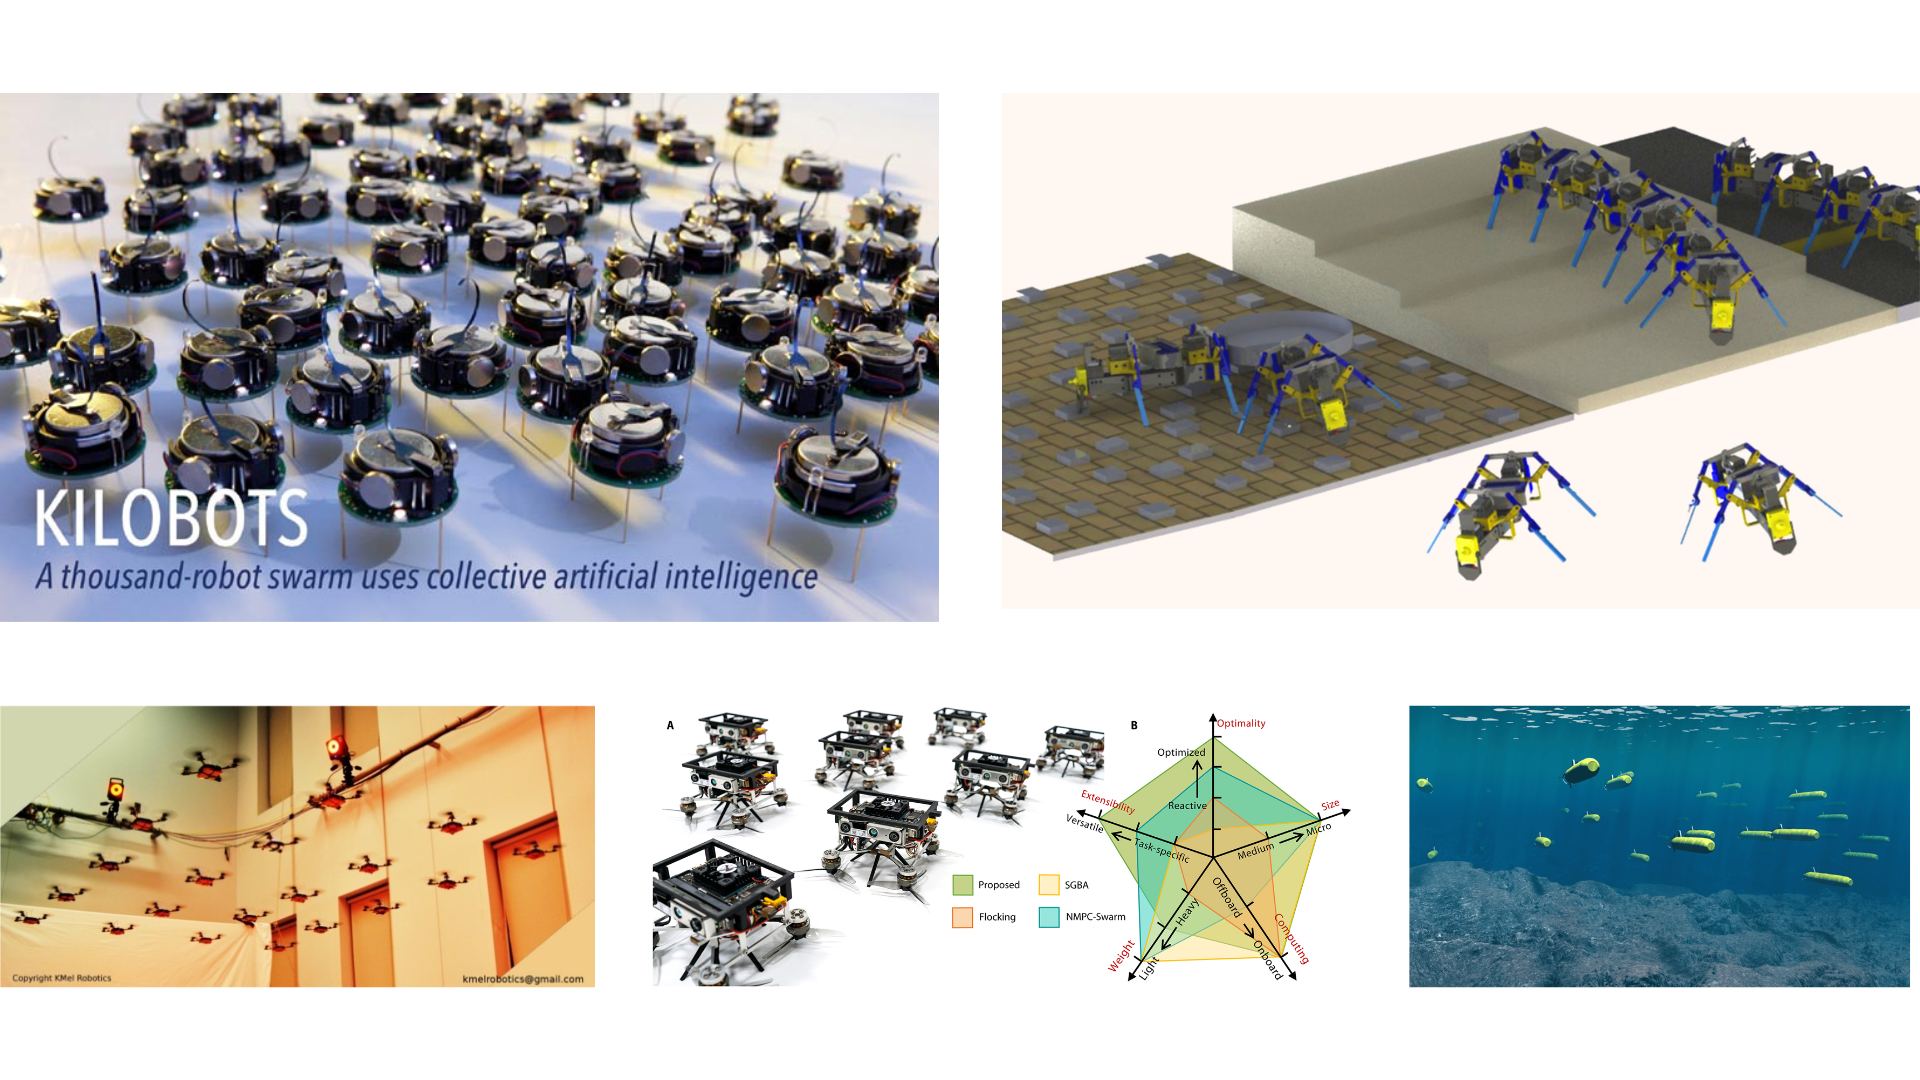 KILOBOTS
A thousand-robot swarm uses collective artificial intelligence
Copyright KMel Robotics
kmelrobotics@gmail.com
A
B
Optimality
Optimized
Reactive
Extensibility
Versatile
Task-specific
Size
Micro
Medium
Offboard
Onboard
Computing
Heavy
Light
Weight
Proposed
SGBA
Flocking
NMPC-Swarm